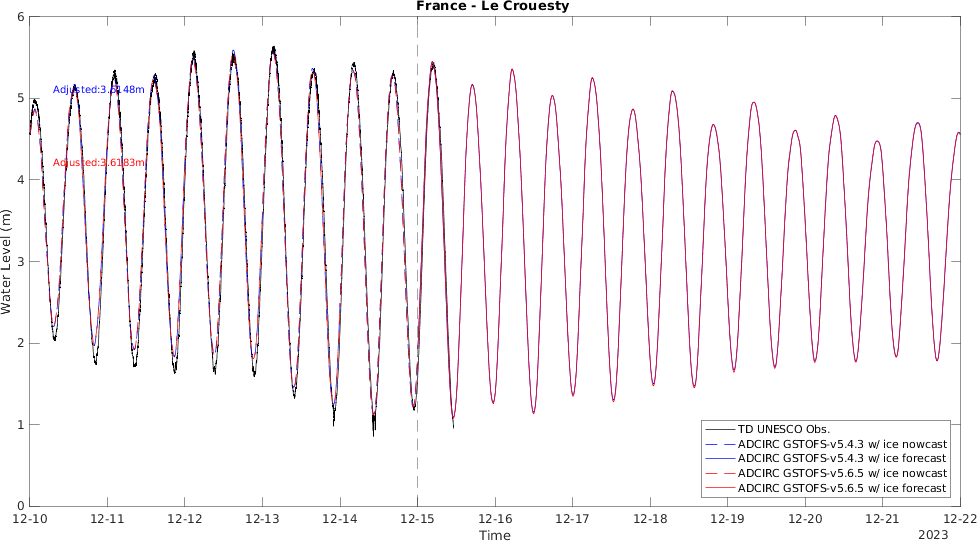 France - Le Crouesty
6
5
4
3
2
1
0
Water Level (m)
Adjusted:3.6148m
Adjusted:3.6183m
TD UNESCO Obs.
ADCIRC GSTOFS-v5.4.3 w/ ice nowcast
ADCIRC GSTOFS-v5.4.3 w/ ice forecast
ADCIRC GSTOFS-v5.6.5 w/ ice nowcast
ADCIRC GSTOFS-v5.6.5 w/ ice forecast
12-10 12-11 12-12 12-13 12-14 12-15 12-16 12-17 12-18 12-19 12-20 12-21 12-22
Time
2023